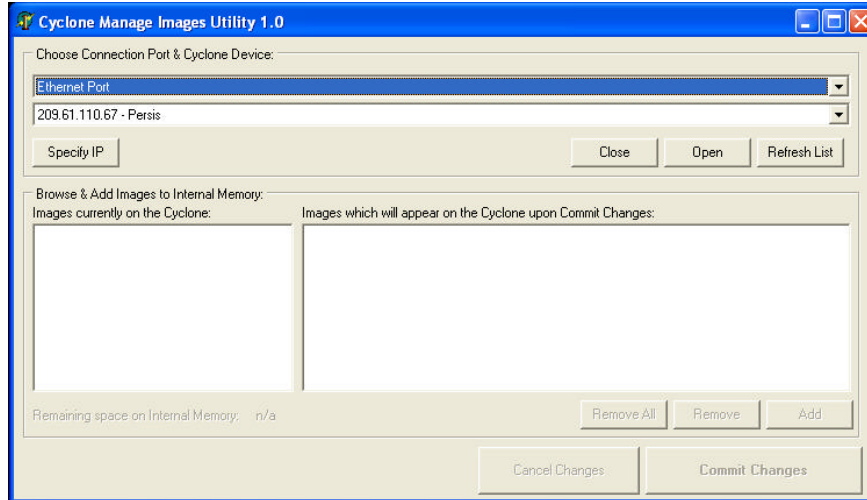 Cyclone Manage Images Utility 1.0
Choose Connection Port & Cyclone Device:
Ethernet Port
209.61.110.67 - Persis
Specify IP Close Open Refresh List
Browse & Add Images to Internal Memory:
Images currently on the Cyclone: Images which will appear on the Cyclone upon Commit Changes:
Remaining space on Internal Memory: n/a Remove All Remove Add
Cancel Changes Commit Changes